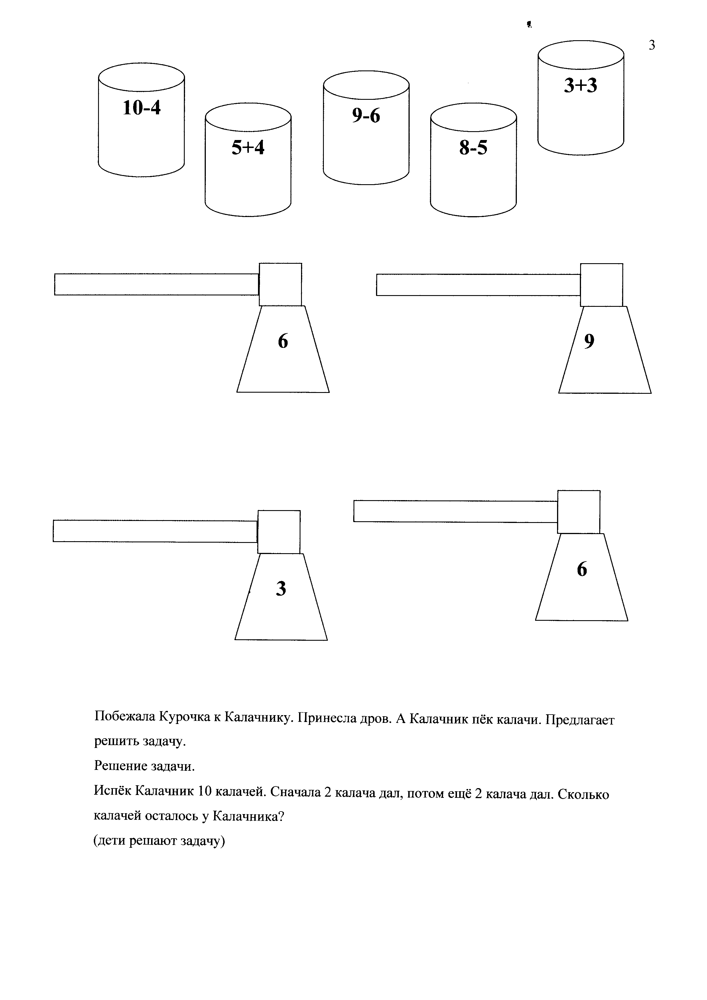 3
10-4
5+4
9-6
8-5
3+3
6
9
3
6
Побежала Курочка к Калачнику. Принесла дров. А Калачник пёк калачи. Предлагает
решить задачу.
Решение задачи.
Испёк Калачник 10 калачей. Сначала 2 калача дал, потом ещё 2 калача дал. Сколько
калачей осталось у Калачника?
(дети решают задачу)